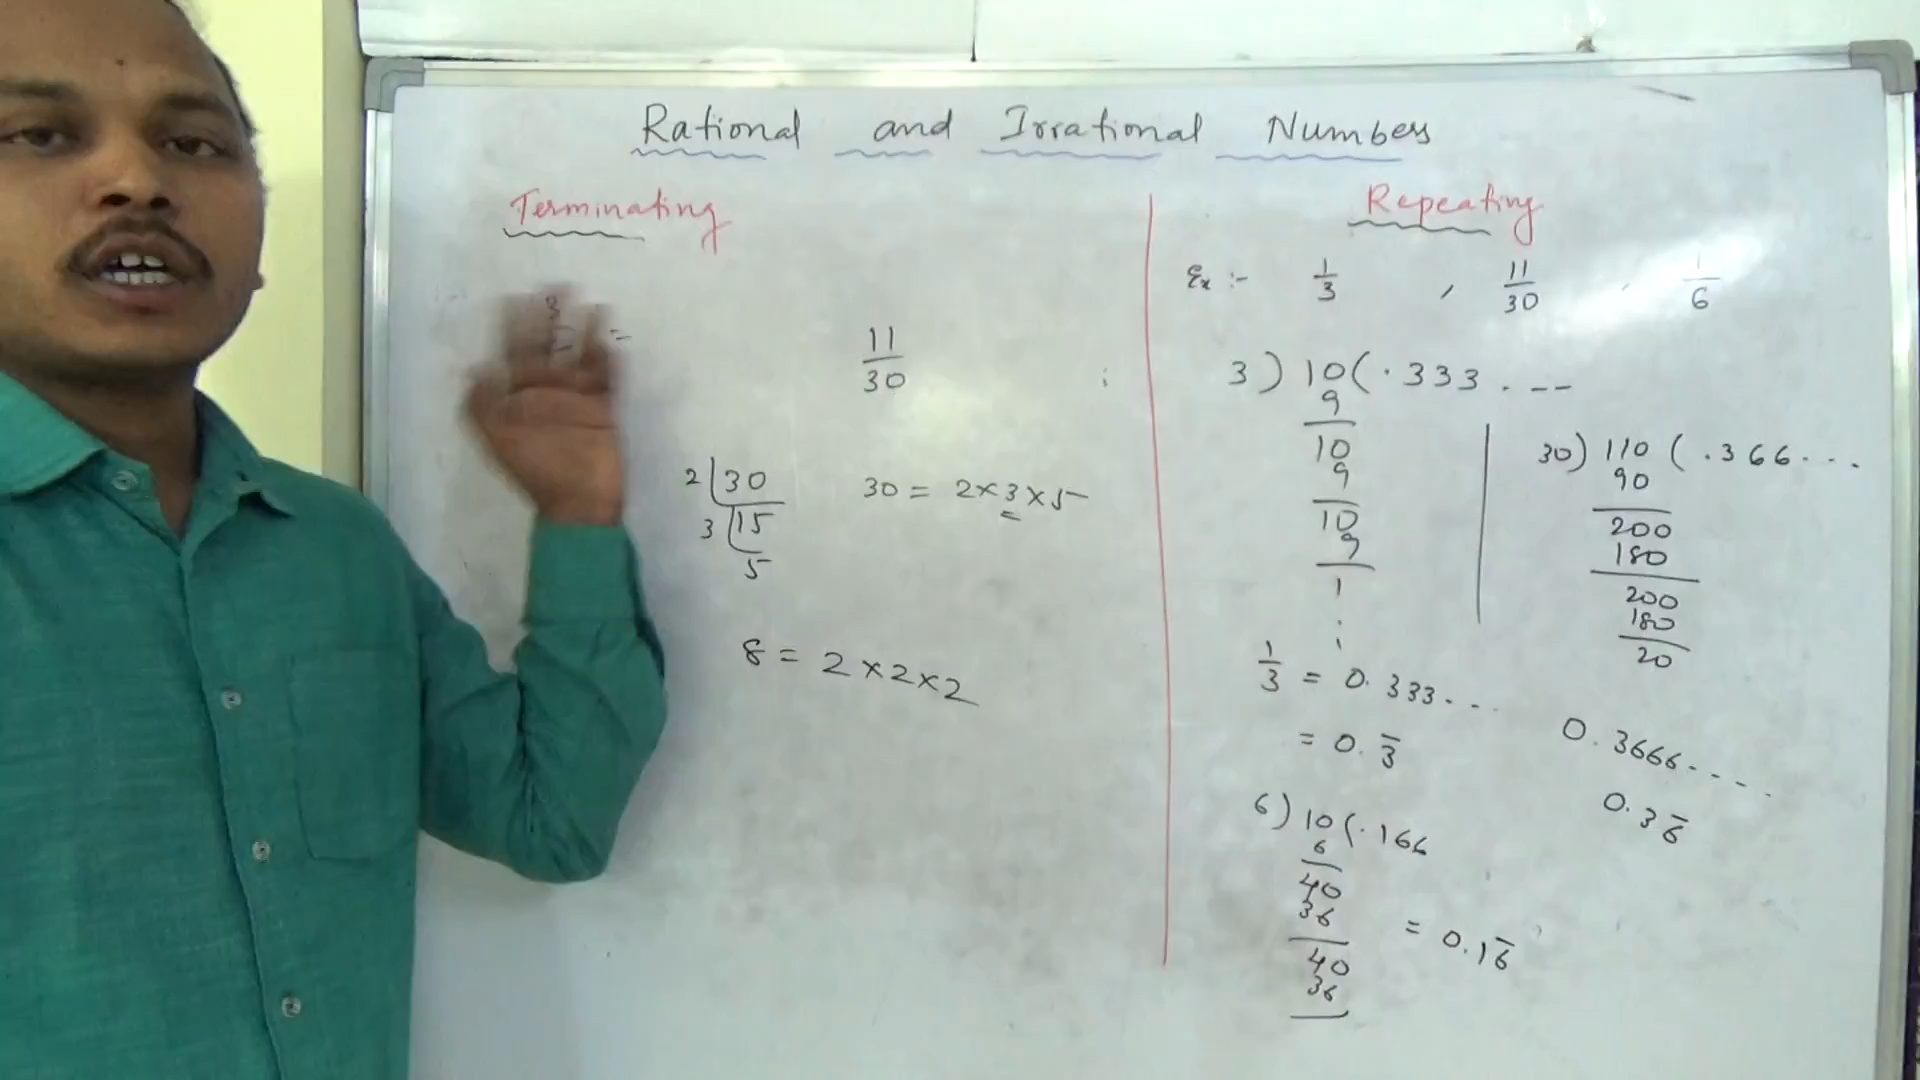 Rational and Irrational Numbers
Terminating
3
=
11
30
2 | 30
3 | 15
5
30 = 2×3×5
8 = 2×2×2
Repeating
Ex :- 1/3 , 11/30 , 1/6
3 ) 10 ( .333 . --
9
10
9
10
9
1
:
30 ) 110 ( .366...
90
200
180
200
180
20
1/3 = 0.333...
= 0.3̅
0.3666----
0.36̅
6 ) 10 ( .166
6
40
36
40
36
= 0.16̅